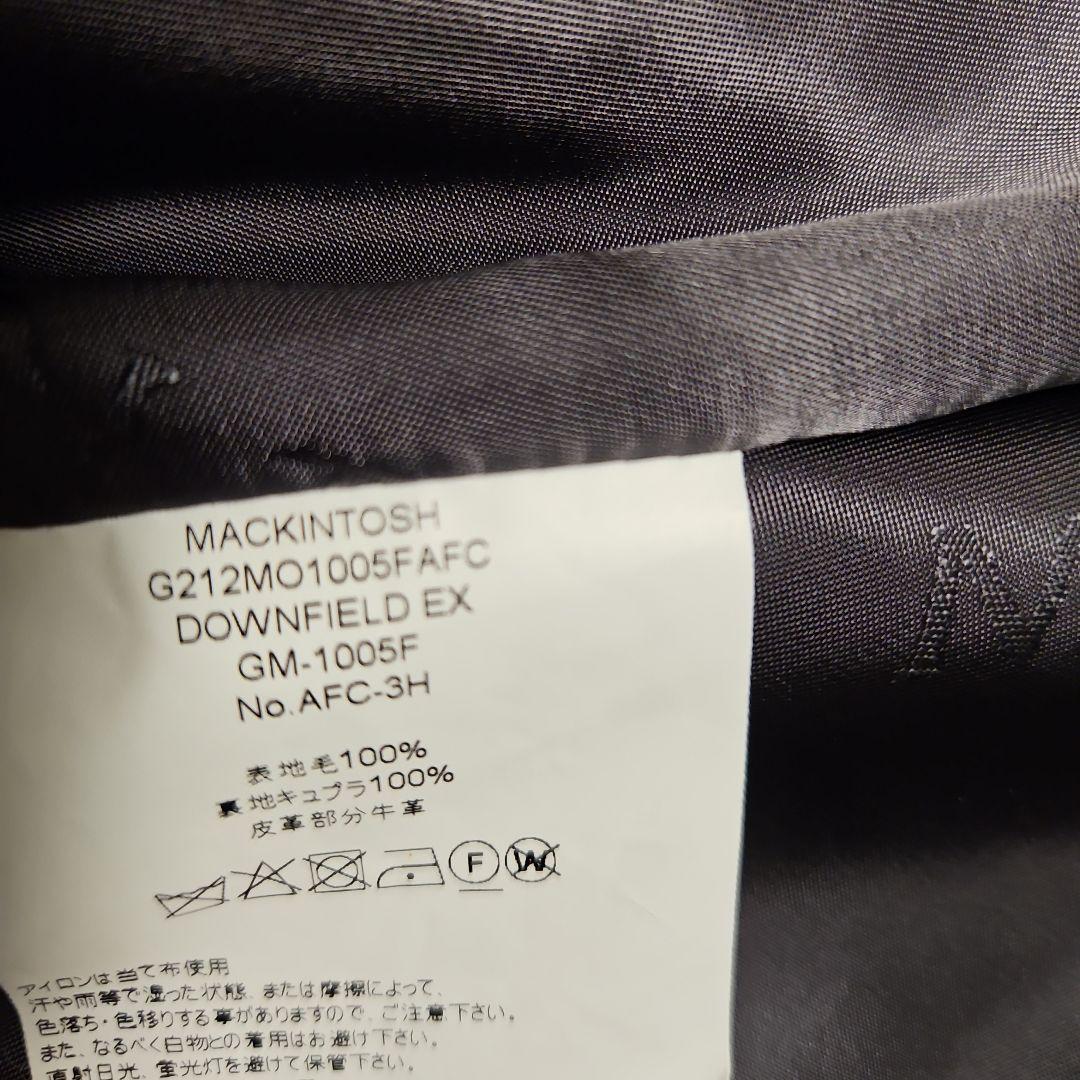 MACKINTOSH
G212MO1005FAFC
DOWNFIELD EX
GM-1005F
No.AFC-3H
表地毛100%
裏地キュプラ100%
皮革部分牛革
F W
アイロンは当て布使用
汗や雨等で湿った状態、または摩擦によって、
色落ち・色移りする事がありますので、ご注意下さい。
また、なるべく白物との着用はお避け下さい。
直射日光、蛍光灯を避けて保管下さい。